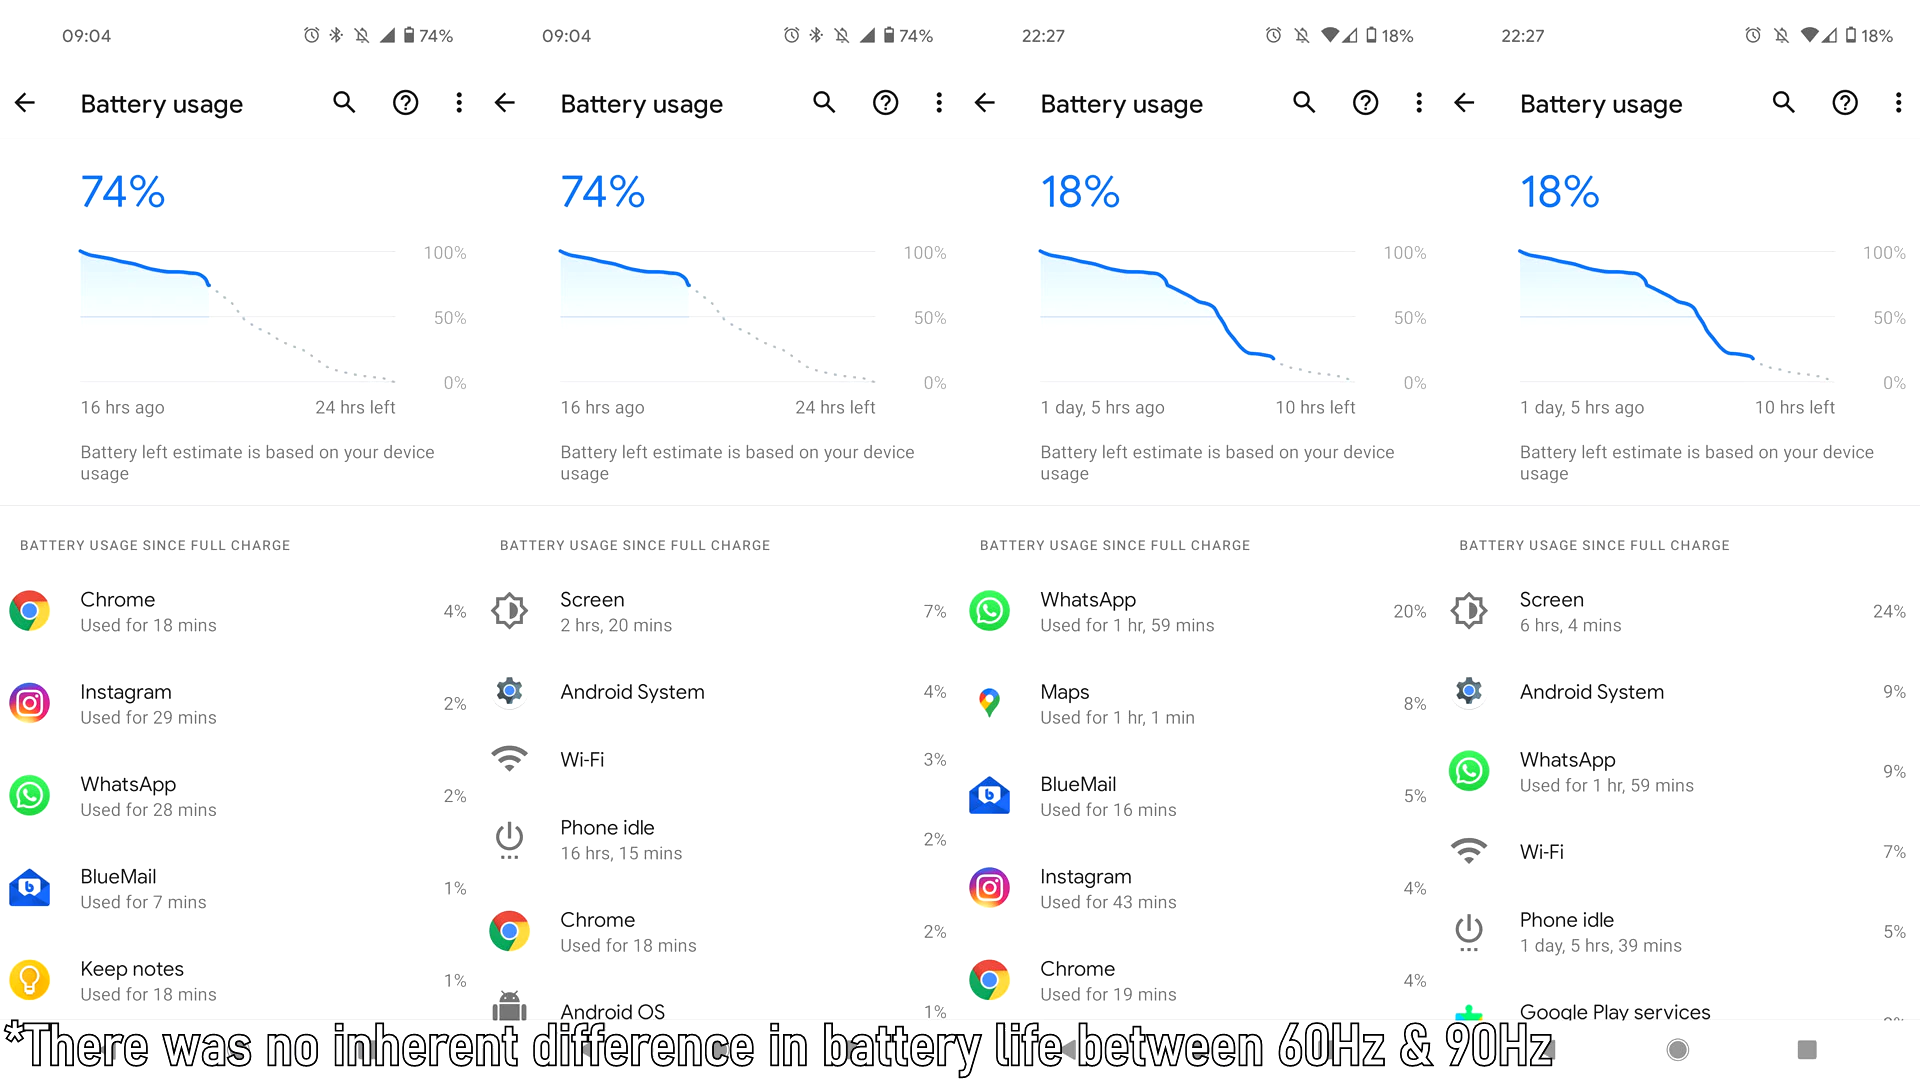 09:04
74%
Battery usage
74%
100%
50%
0%
16 hrs ago
24 hrs left
Battery left estimate is based on your device
usage
BATTERY USAGE SINCE FULL CHARGE
Chrome
Used for 18 mins
4%
Instagram
Used for 29 mins
2%
WhatsApp
Used for 28 mins
2%
BlueMail
Used for 7 mins
1%
Keep notes
Used for 18 mins
1%
09:04
74%
Battery usage
74%
100%
50%
0%
16 hrs ago
24 hrs left
Battery left estimate is based on your device
usage
BATTERY USAGE SINCE FULL CHARGE
Screen
2 hrs, 20 mins
7%
Android System
4%
Wi-Fi
3%
Phone idle
16 hrs, 15 mins
2%
Chrome
Used for 18 mins
2%
Android OS
1%
22:27
18%
Battery usage
18%
100%
50%
0%
1 day, 5 hrs ago
10 hrs left
Battery left estimate is based on your device
usage
BATTERY USAGE SINCE FULL CHARGE
WhatsApp
Used for 1 hr, 59 mins
20%
Maps
Used for 1 hr, 1 min
8%
BlueMail
Used for 16 mins
5%
Instagram
Used for 43 mins
4%
Chrome
Used for 19 mins
4%
22:27
18%
Battery usage
18%
100%
50%
0%
1 day, 5 hrs ago
10 hrs left
Battery left estimate is based on your device
usage
BATTERY USAGE SINCE FULL CHARGE
Screen
6 hrs, 4 mins
24%
Android System
9%
WhatsApp
Used for 1 hr, 59 mins
9%
Wi-Fi
7%
Phone idle
1 day, 5 hrs, 39 mins
5%
Google Play services
*There was no inherent difference in battery life between 60Hz & 90Hz